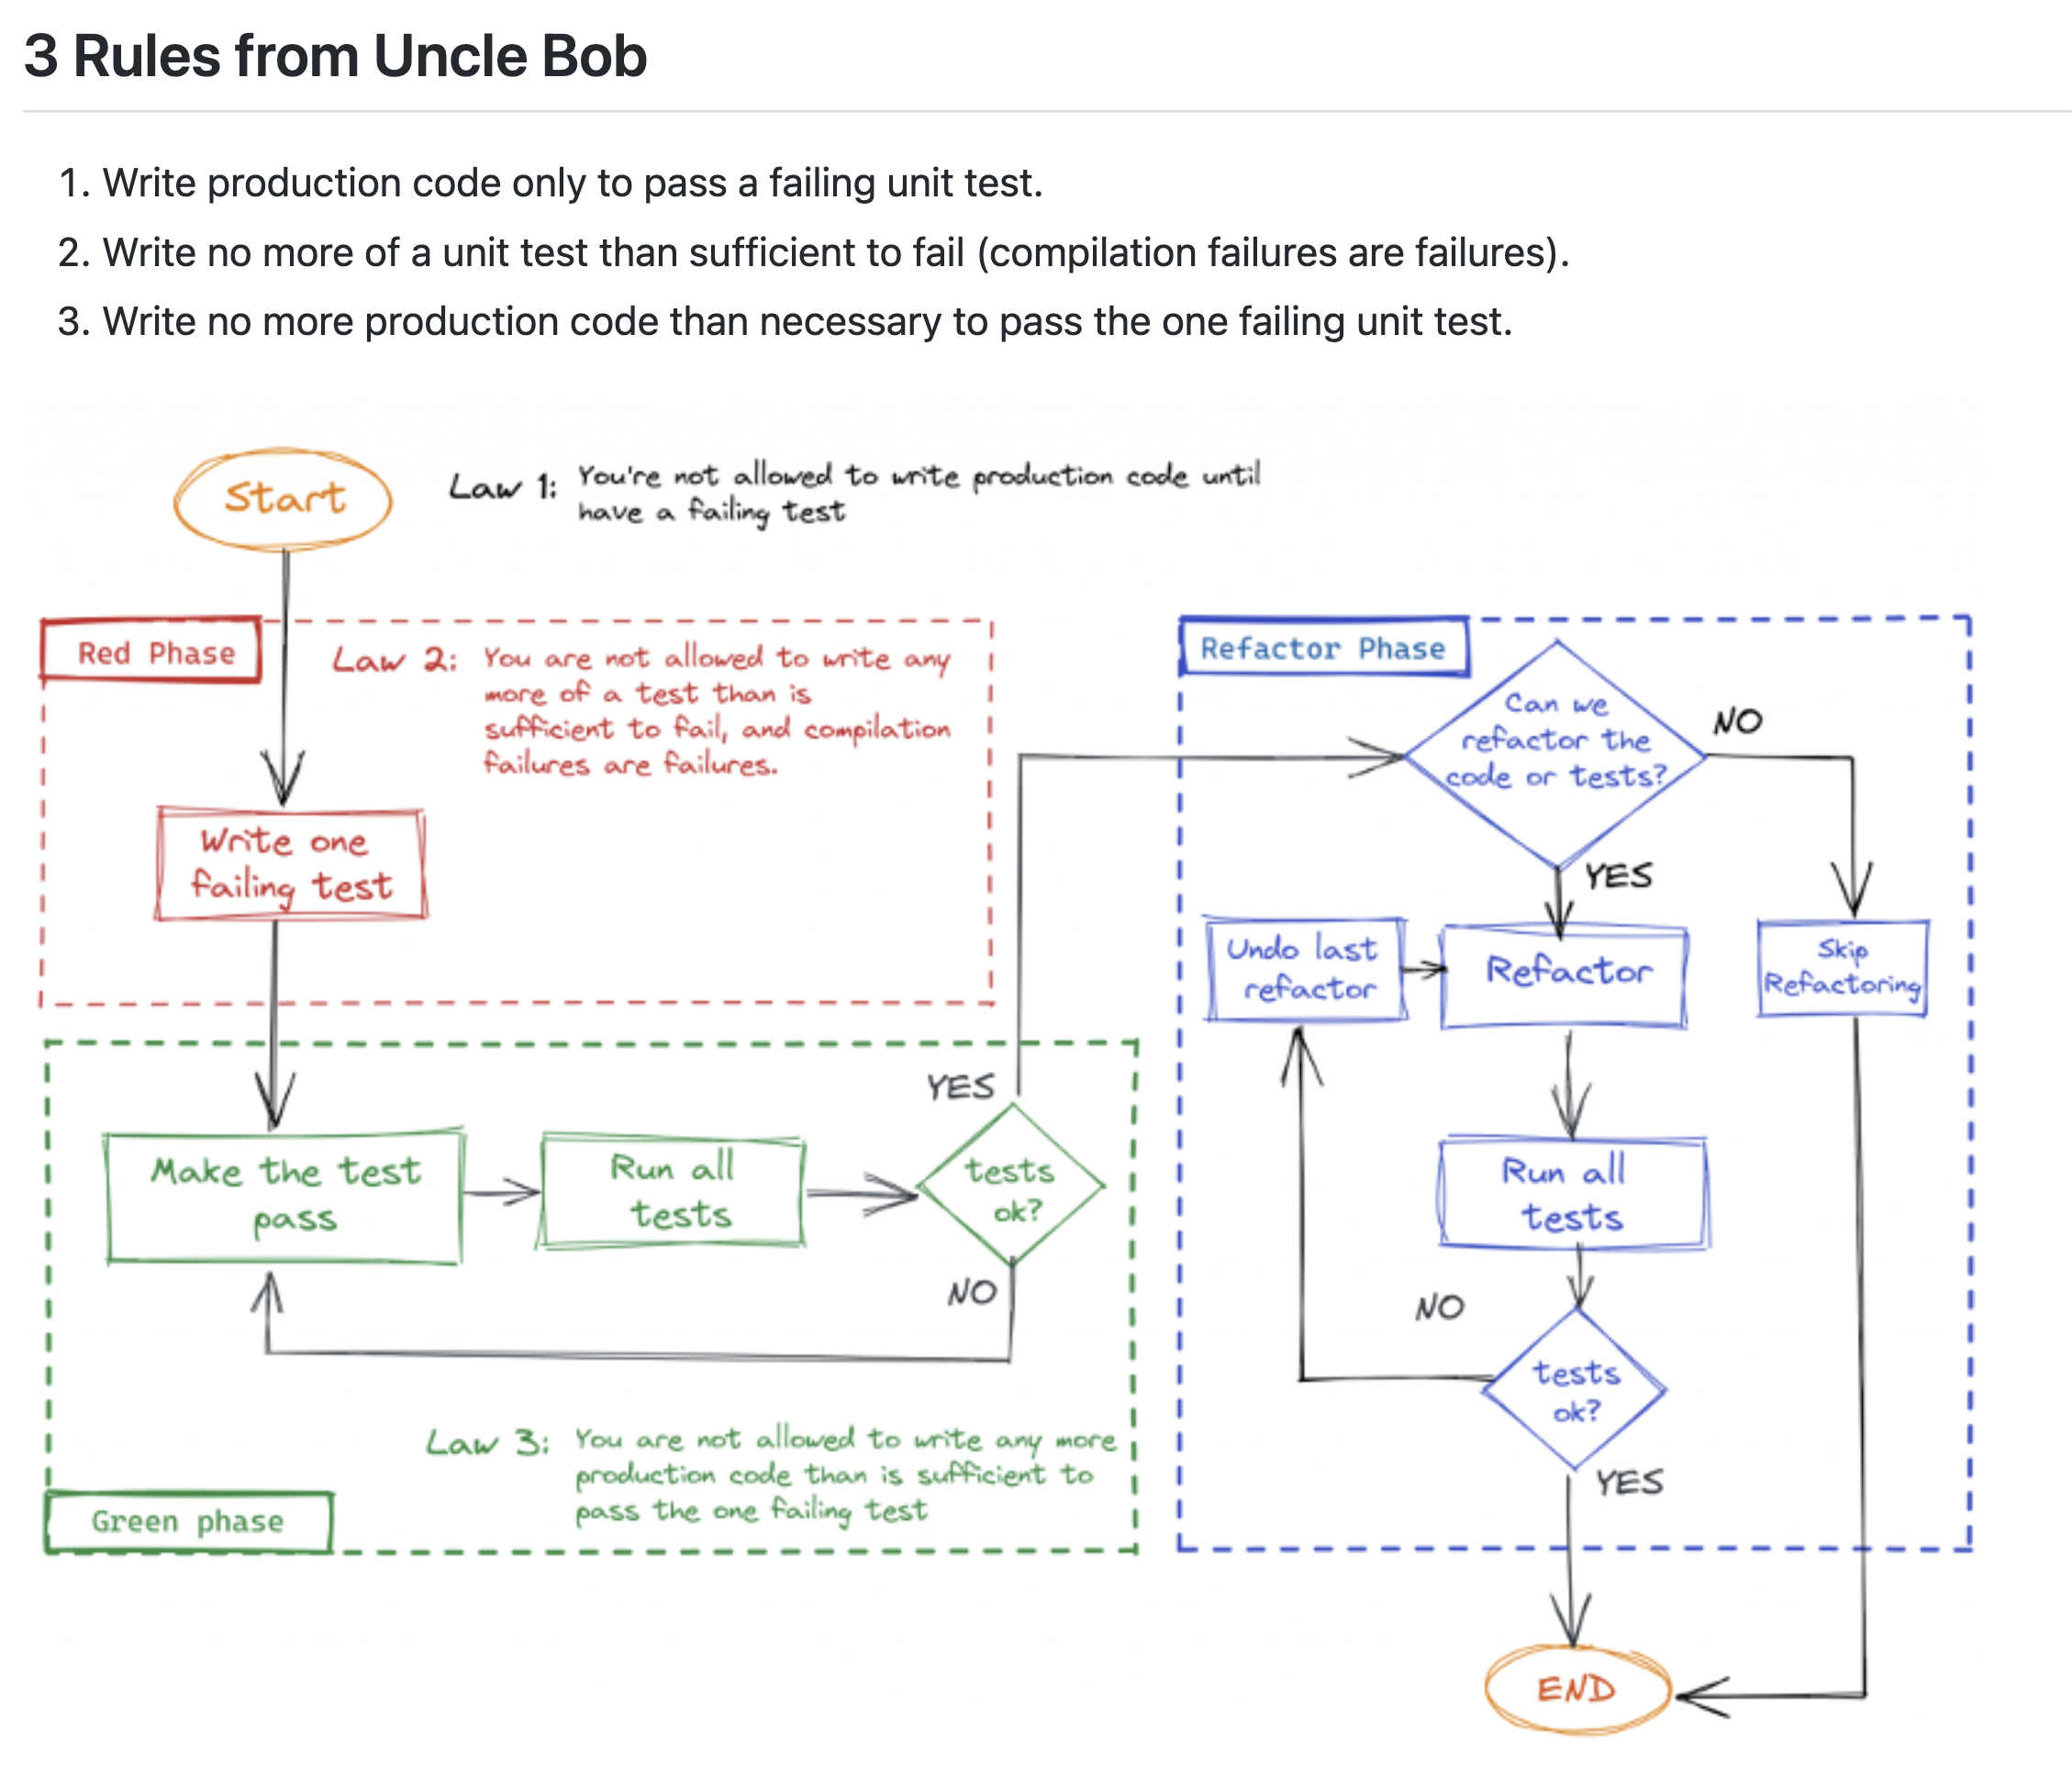 3 Rules from Uncle Bob
1. Write production code only to pass a failing unit test.
2. Write no more of a unit test than sufficient to fail (compilation failures are failures).
3. Write no more production code than necessary to pass the one failing unit test.
Start
Law 1: You're not allowed to write production code until
have a failing test
Red Phase
Law 2: You are not allowed to write any
more of a test than is
sufficient to fail, and compilation
failures are failures.
Write one
failing test
Make the test
pass
Run all
tests
YES
tests
ok?
NO
Law 3: You are not allowed to write any more
production code than is sufficient to
pass the one failing test
Green phase
Refactor Phase
Can we
refactor the
code or tests?
NO
YES
Undo last
refactor
Refactor
Skip
Refactoring
Run all
tests
NO
tests
ok?
YES
END